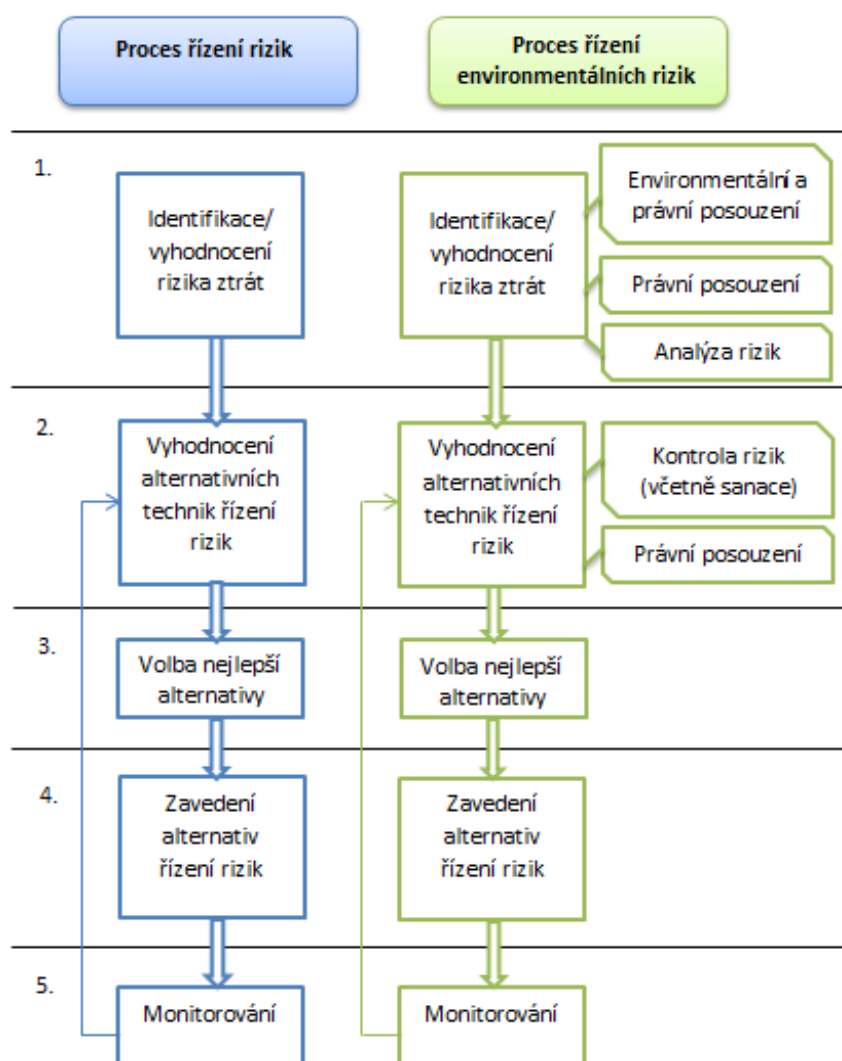 Proces řízení rizik
Proces řízení
environmentálních rizik
1.
Identifikace/
vyhodnocení
rizika ztrát
Identifikace/
vyhodnocení
rizika ztrát
Environmentální a
právní posouzení
Právní posouzení
Analýza rizik
2.
Vyhodnocení
alternativních
technik řízení
rizik
Vyhodnocení
alternativních
technik řízení
rizik
Kontrola rizik
(včetně sanace)
Právní posouzení
3.
Volba nejlepší
alternativy
Volba nejlepší
alternativy
4.
Zavedení
alternativ
řízení rizik
Zavedení
alternativ
řízení rizik
5.
Monitorování
Monitorování